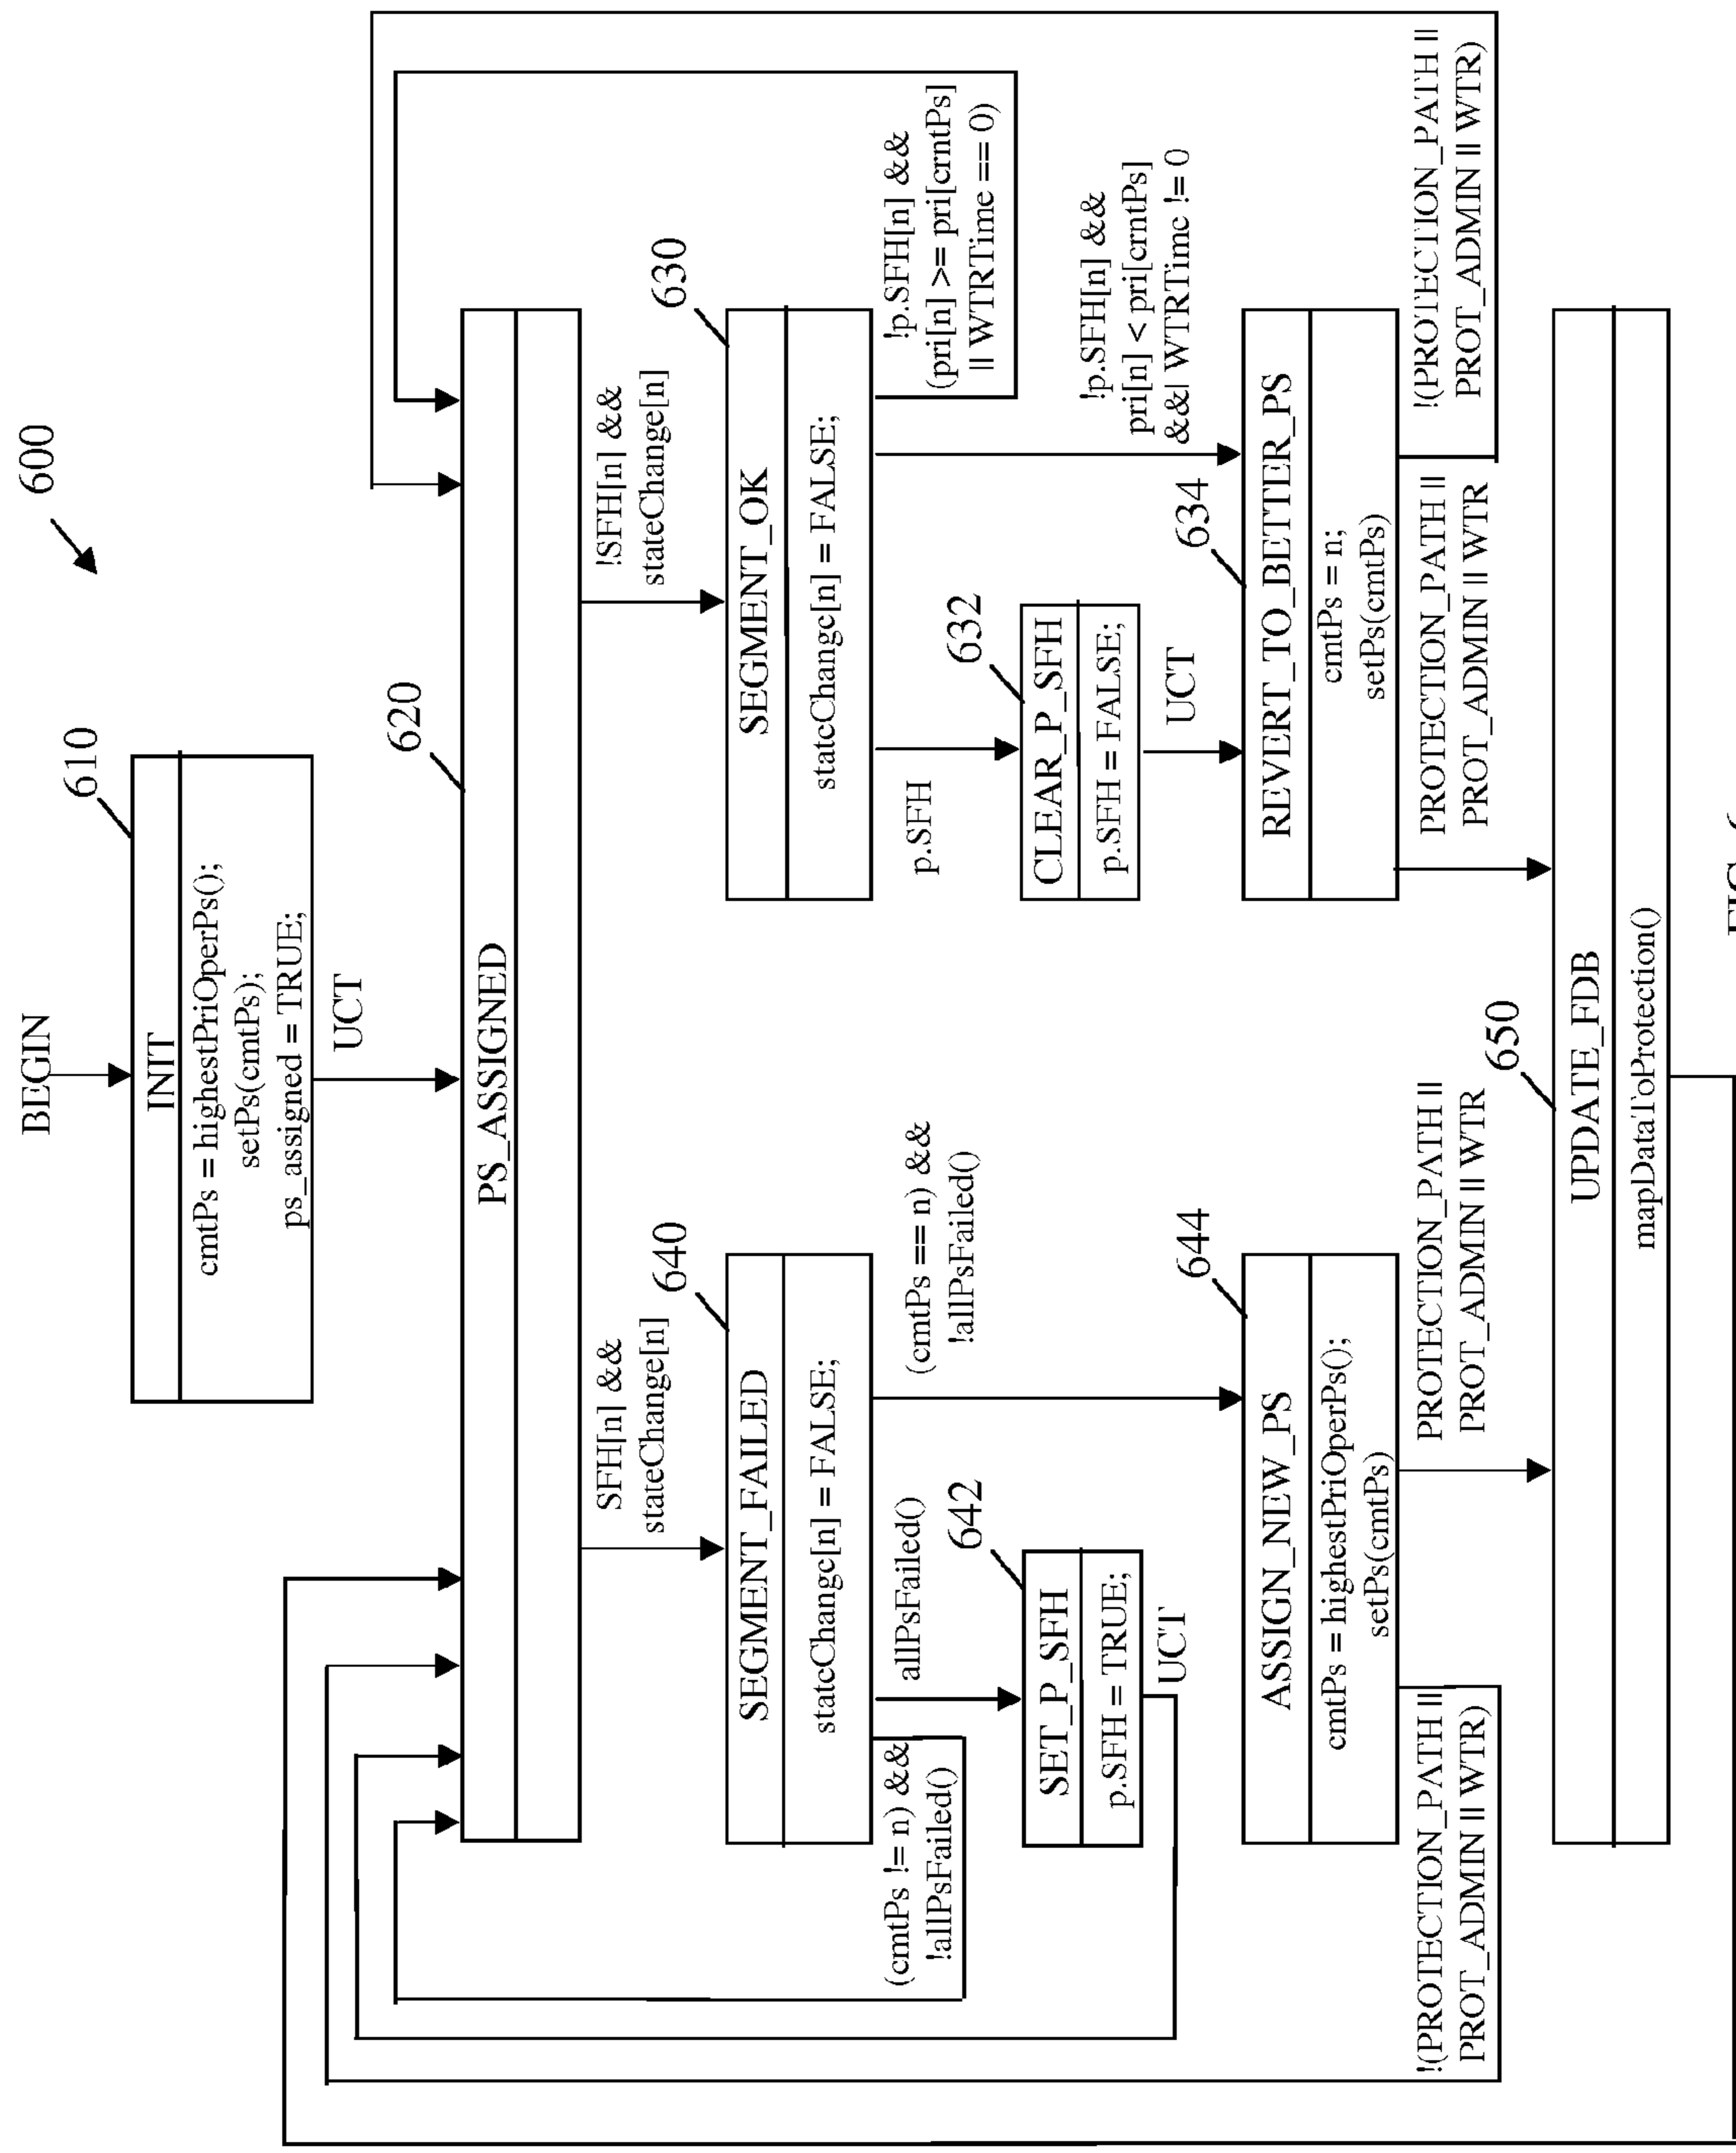 600
BEGIN
610
INIT
cmtPs = highestPriOperPs();
setPs(cmtPs);
ps_assigned = TRUE;
UCT
620
PS_ASSIGNED
SFH[n] &&
stateChange[n]
!SFH[n] &&
stateChange[n]
640
SEGMENT_FAILED
statcChangc[n] = FALSE;
630
SEGMENT_OK
statcChangc[n] = FALSE;
(cmtPs != n) &&
!allPsFailed()
allPsFailed()
(cmtPs == n) &&
!allPsFailed()
p.SFH
!p.SFH[n] &&
(pri[n] >= pri[crntPs]
|| WTRTime == 0)
642
SET_P_SFH
p.SFH = TRUE;
UCT
632
CLEAR_P_SFH
p.SFH = FALSE;
UCT
!p.SFH[n] &&
pri[n] < pri[crntPs]
&&| WTRTime != 0
644
ASSIGN_NEW_PS
cmtPs = highestPriOperPs();
setPs(cmtPs)
634
REVERT_TO_BETTER_PS
cmtPs = n;
setPs(cmtPs)
!(PROTECTION_PATH ||
PROT_ADMIN || WTR)
PROTECTION_PATH ||
PROT_ADMIN || WTR
PROTECTION_PATH ||
PROT_ADMIN || WTR
!(PROTECTION_PATH ||
PROT_ADMIN || WTR)
650
UPDATE_FDB
mapDataToProtection()